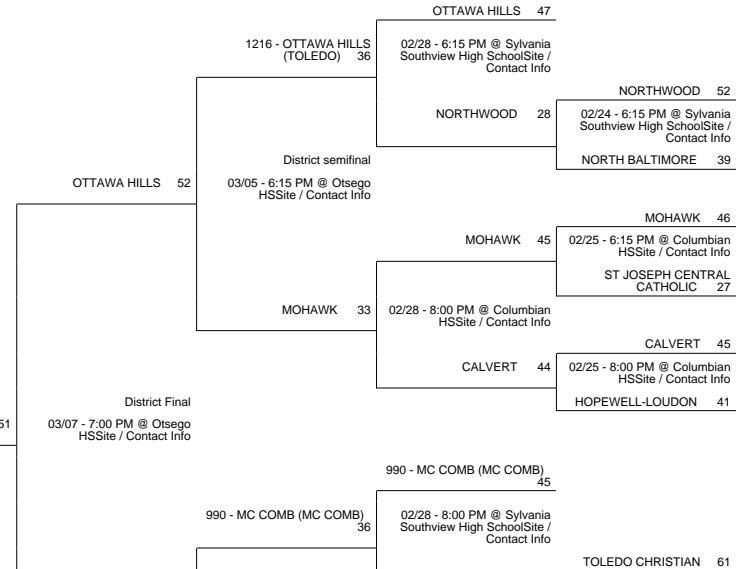 OTTAWA HILLS 47
1216 - OTTAWA HILLS
(TOLEDO) 36
02/28 - 6:15 PM @ Sylvania
Southview High SchoolSite /
Contact Info
NORTHWOOD 52
NORTHWOOD 28
02/24 - 6:15 PM @ Sylvania
Southview High SchoolSite /
Contact Info
NORTH BALTIMORE 39
District semifinal
OTTAWA HILLS 52
03/05 - 6:15 PM @ Otsego
HSSite / Contact Info
MOHAWK 46
MOHAWK 45
02/25 - 6:15 PM @ Columbian
HSSite / Contact Info
ST JOSEPH CENTRAL
CATHOLIC 27
MOHAWK 33
02/28 - 8:00 PM @ Columbian
HSSite / Contact Info
CALVERT 45
CALVERT 44
02/25 - 8:00 PM @ Columbian
HSSite / Contact Info
HOPEWELL-LOUDON 41
District Final
51
03/07 - 7:00 PM @ Otsego
HSSite / Contact Info
990 - MC COMB (MC COMB)
45
990 - MC COMB (MC COMB)
36
02/28 - 8:00 PM @ Sylvania
Southview High SchoolSite /
Contact Info
TOLEDO CHRISTIAN 61